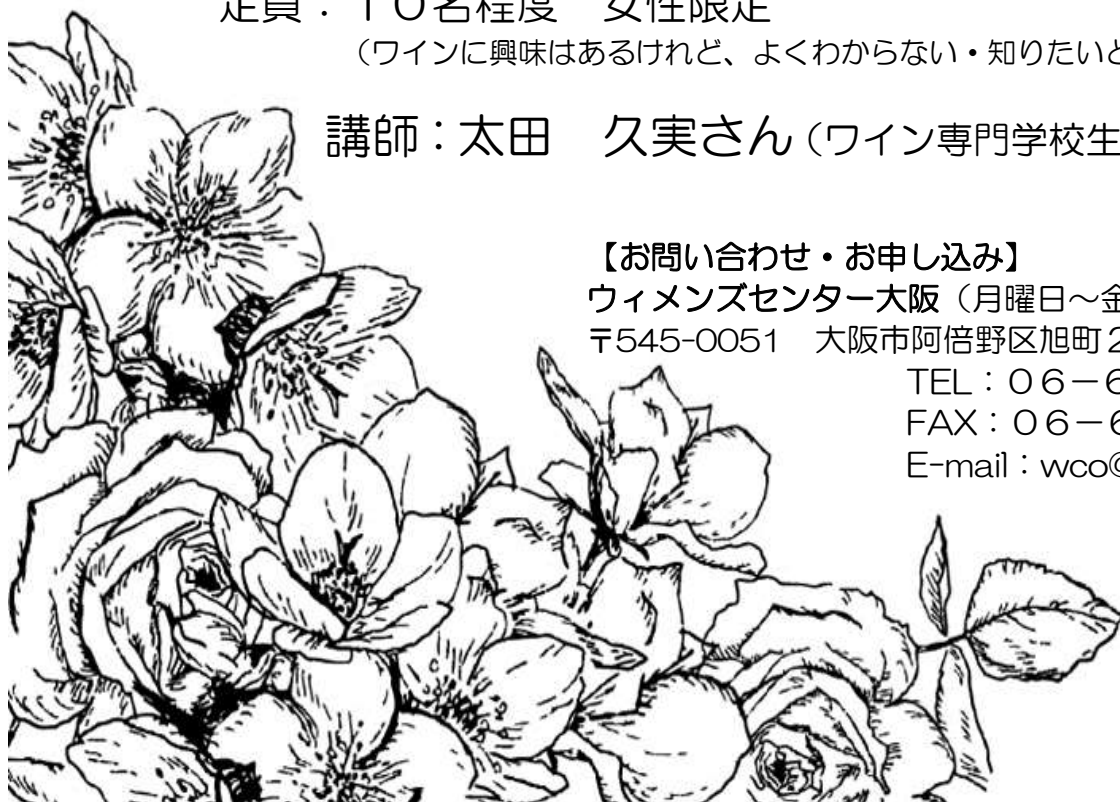 定員：１０名程度　女性限定
（ワインに興味はあるけれど、よくわからない・知りたいと
講師：太田　久実さん（ワイン専門学校生
【お問い合わせ・お申し込み】
ウィメンズセンター大阪（月曜日～金
〒545-0051　大阪市阿倍野区旭町２
TEL：０６－６
FAX：０６－６
E-mail：wco@